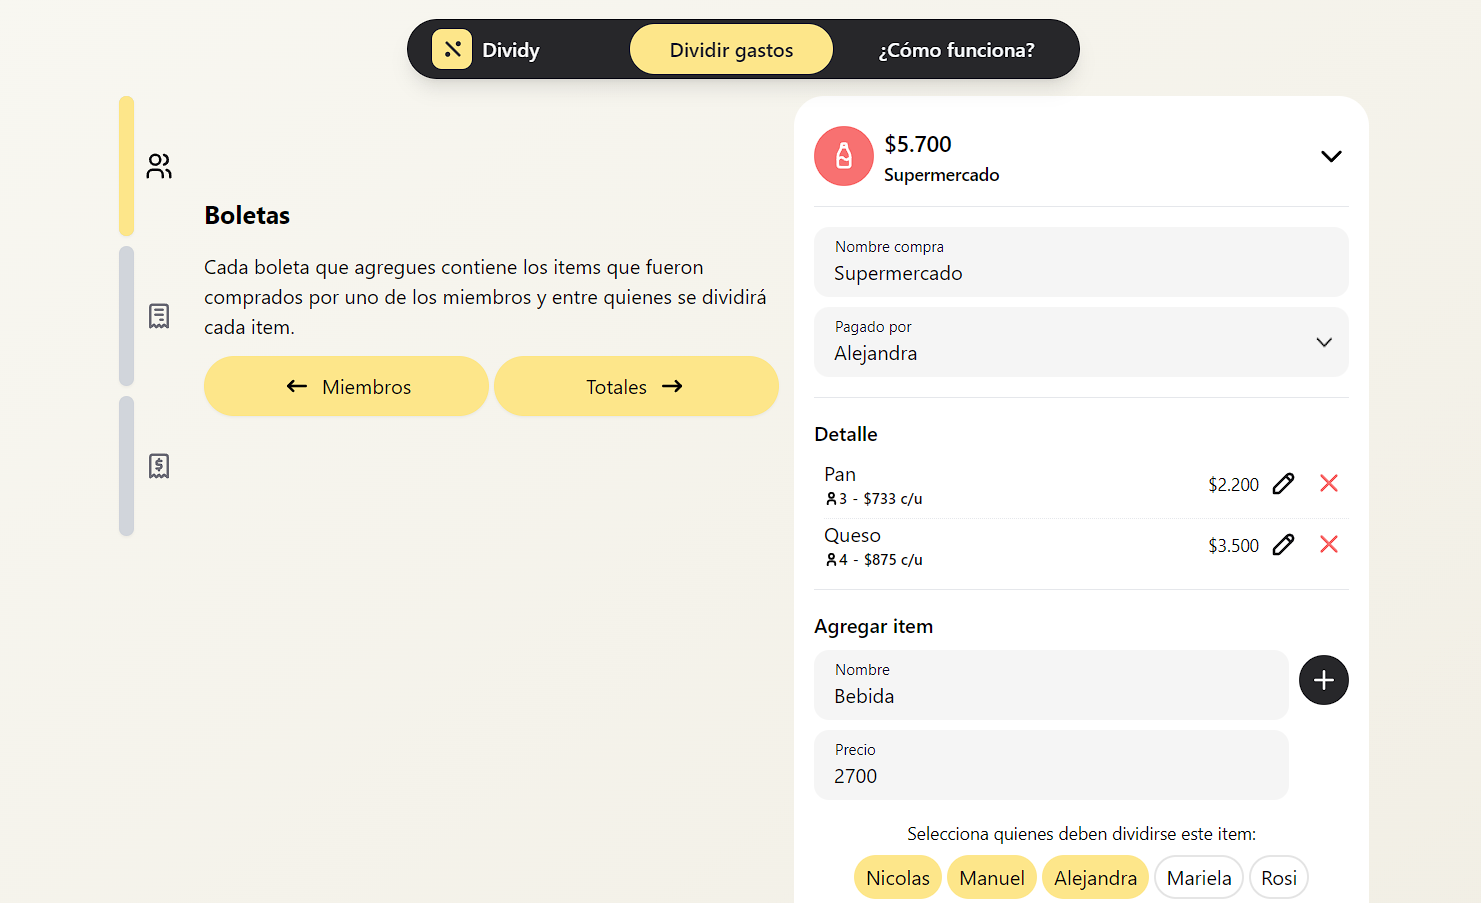 Dividy
Dividir gastos
¿Cómo funciona?
Boletas
Cada boleta que agregues contiene los items que fueron
comprados por uno de los miembros y entre quienes se dividirá
cada item.
Miembros
Totales
$5.700
Supermercado
Nombre compra
Supermercado
Pagado por
Alejandra
Detalle
Pan
3 - $733 c/u
$2.200
Queso
4 - $875 c/u
$3.500
Agregar item
Nombre
Bebida
Precio
2700
Selecciona quienes deben dividirse este item:
Nicolas
Manuel
Alejandra
Mariela
Rosi